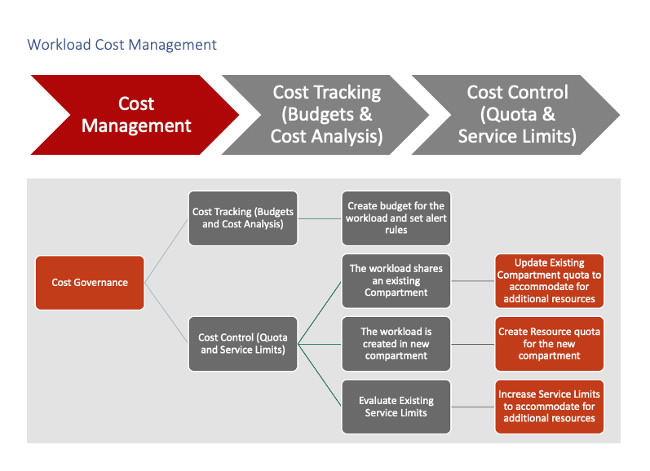 Workload Cost Management
Cost
Management
Cost Tracking
(Budgets &
Cost Analysis)
Cost Control
(Quota &
Service Limits)
Cost Governance
Cost Tracking (Budgets
and Cost Analysis)
Create budget for the
workload and set alert
rules
Cost Control (Quota
and Service Limits)
The workload shares
an existing
Compartment
Update Existing
Compartment quota to
accommodate for
additional resources
The workload is
created in new
compartment
Create Resource quota
for the new
compartment
Evaluate Existing
Service Limits
Increase Service Limits
to accommodate for
additional resources